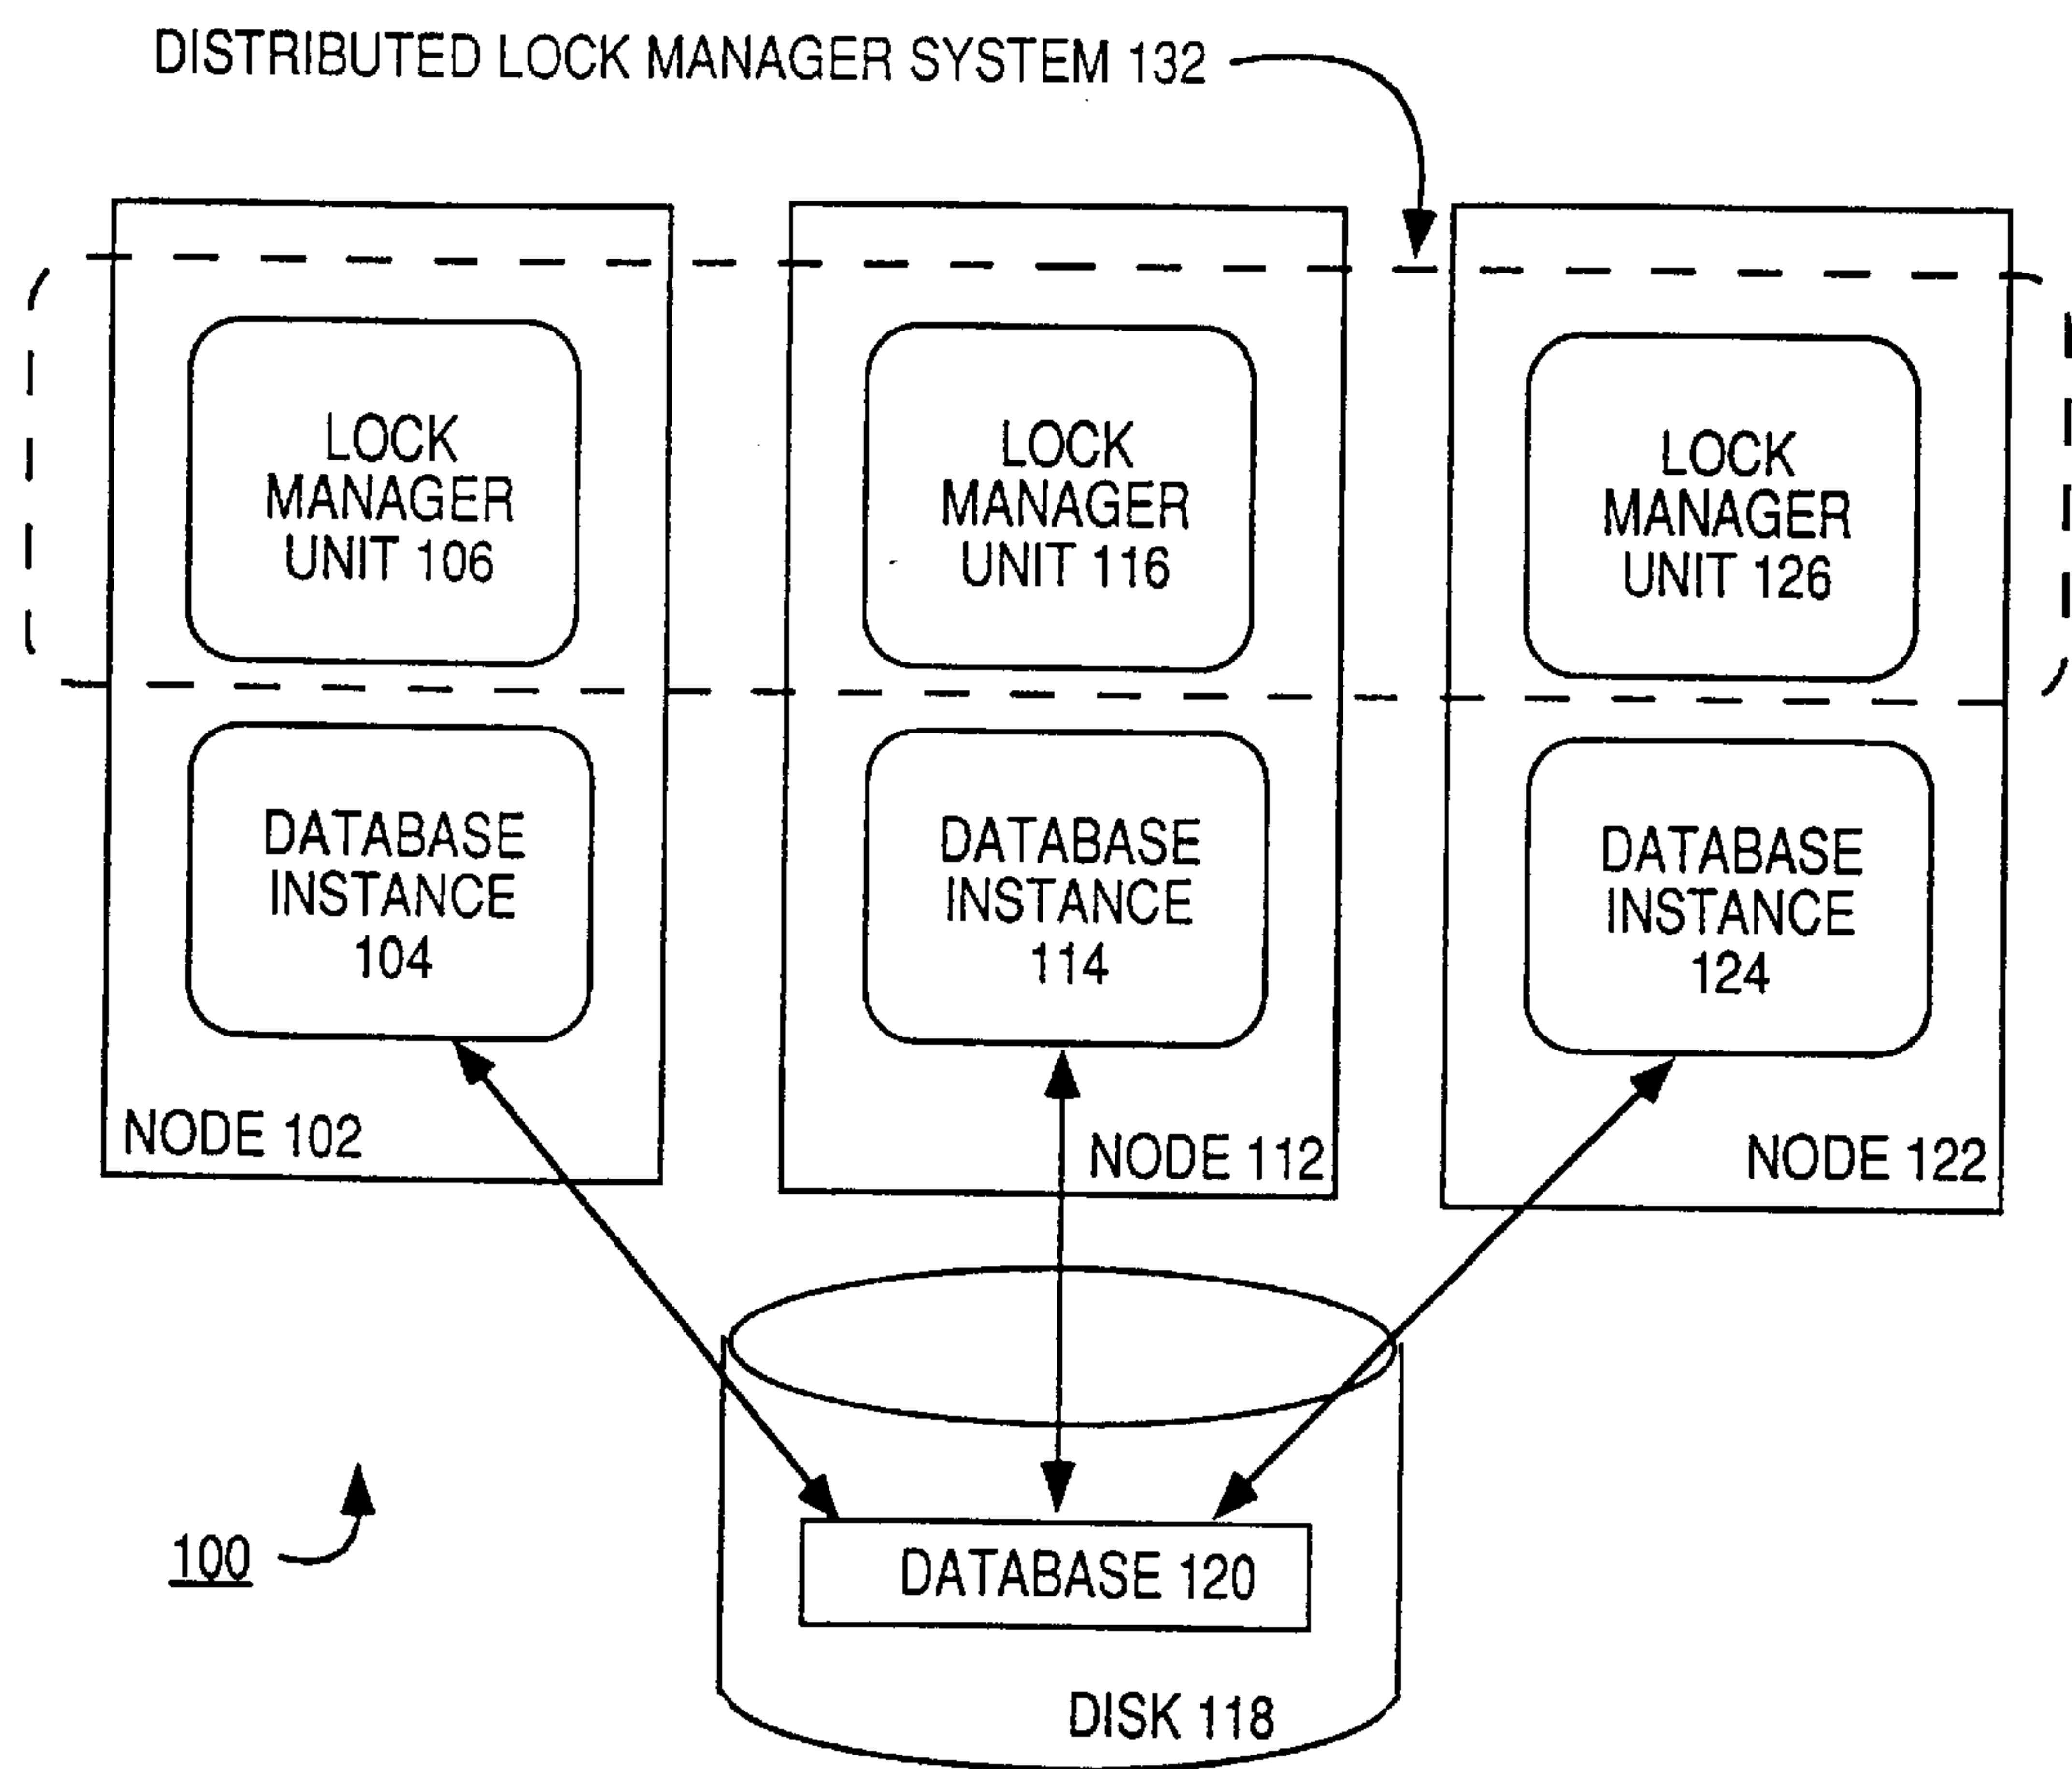 DISTRIBUTED LOCK MANAGER SYSTEM 132
LOCK
MANAGER
UNIT 106
LOCK
MANAGER
UNIT 116
LOCK
MANAGER
UNIT 126
DATABASE
INSTANCE
104
DATABASE
INSTANCE
114
DATABASE
INSTANCE
124
NODE 102
NODE 112
NODE 122
100
DATABASE 120
DISK 118